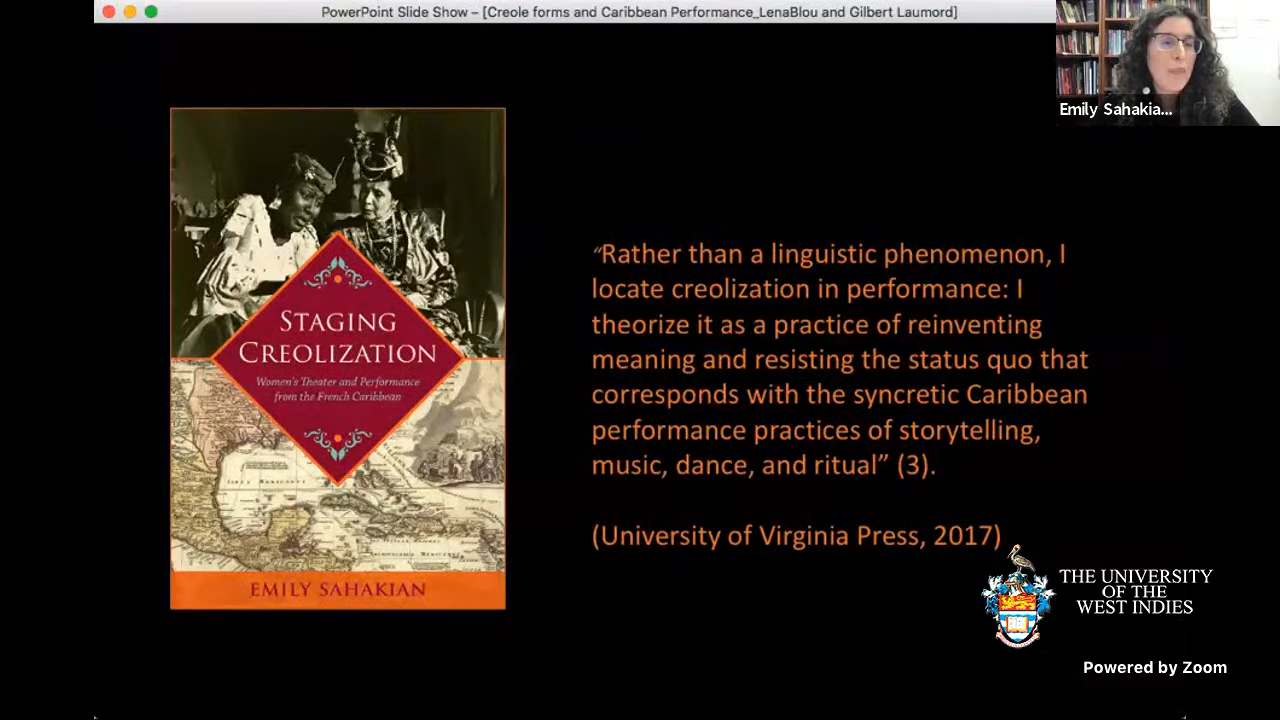 PowerPoint Slide Show – [Creole forms and Caribbean Performance_LenaBlou and Gilbert Laumord]
Emily Sahakia...
STAGING
CREOLIZATION
Women's Theater and Performance
from the French Caribbean
EMILY SAHAKIAN
“Rather than a linguistic phenomenon, I
locate creolization in performance: I
theorize it as a practice of reinventing
meaning and resisting the status quo that
corresponds with the syncretic Caribbean
performance practices of storytelling,
music, dance, and ritual” (3).
(University of Virginia Press, 2017)
THE UNIVERSITY
OF THE
WEST INDIES
Powered by Zoom